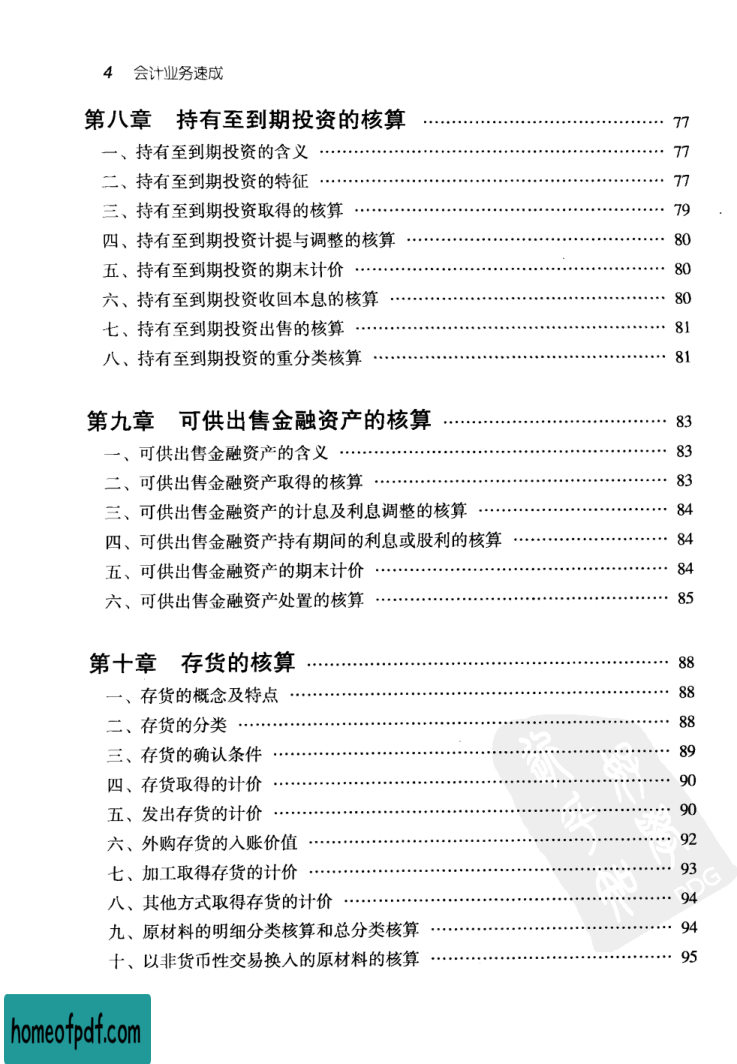 4 会计业务速成
第八章 持有至到期投资的核算 …………………………………… 77
一、持有至到期投资的含义 …………………………………… 77
二、持有至到期投资的特征 …………………………………… 77
三、持有至到期投资取得的核算 …………………………………… 79
四、持有至到期投资计提与调整的核算 …………………………………… 80
五、持有至到期投资的期末计价 …………………………………… 80
六、持有至到期投资收回本息的核算 …………………………………… 80
七、持有至到期投资出售的核算 …………………………………… 81
八、持有至到期投资的重分类核算 …………………………………… 81
第九章 可供出售金融资产的核算 …………………………………… 83
一、可供出售金融资产的含义 …………………………………… 83
二、可供出售金融资产取得的核算 …………………………………… 83
三、可供出售金融资产的计息及利息调整的核算 …………………………………… 84
四、可供出售金融资产持有期间的利息或股利的核算 …………………………………… 84
五、可供出售金融资产的期末计价 …………………………………… 84
六、可供出售金融资产处置的核算 …………………………………… 85
第十章 存货的核算 …………………………………… 88
一、存货的概念及特点 …………………………………… 88
二、存货的分类 …………………………………… 88
三、存货的确认条件 …………………………………… 89
四、存货取得的计价 …………………………………… 90
五、发出存货的计价 …………………………………… 90
六、外购存货的入账价值 …………………………………… 92
七、加工取得存货的计价 …………………………………… 93
八、其他方式取得存货的计价 …………………………………… 94
九、原材料的明细分类核算和总分类核算 …………………………………… 94
十、以非货币性交易换入的原材料的核算 …………………………………… 95
PDG
homeofpdf.com